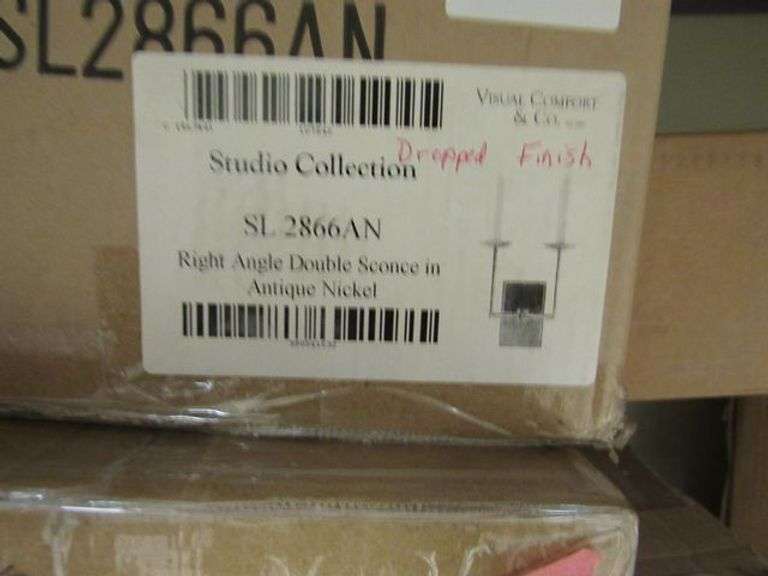 SL2866AN
VISUAL COMFORT
& CO.
Dropped Finish
Studio Collection
SL 2866AN
Right Angle Double Sconce in
Antique Nickel